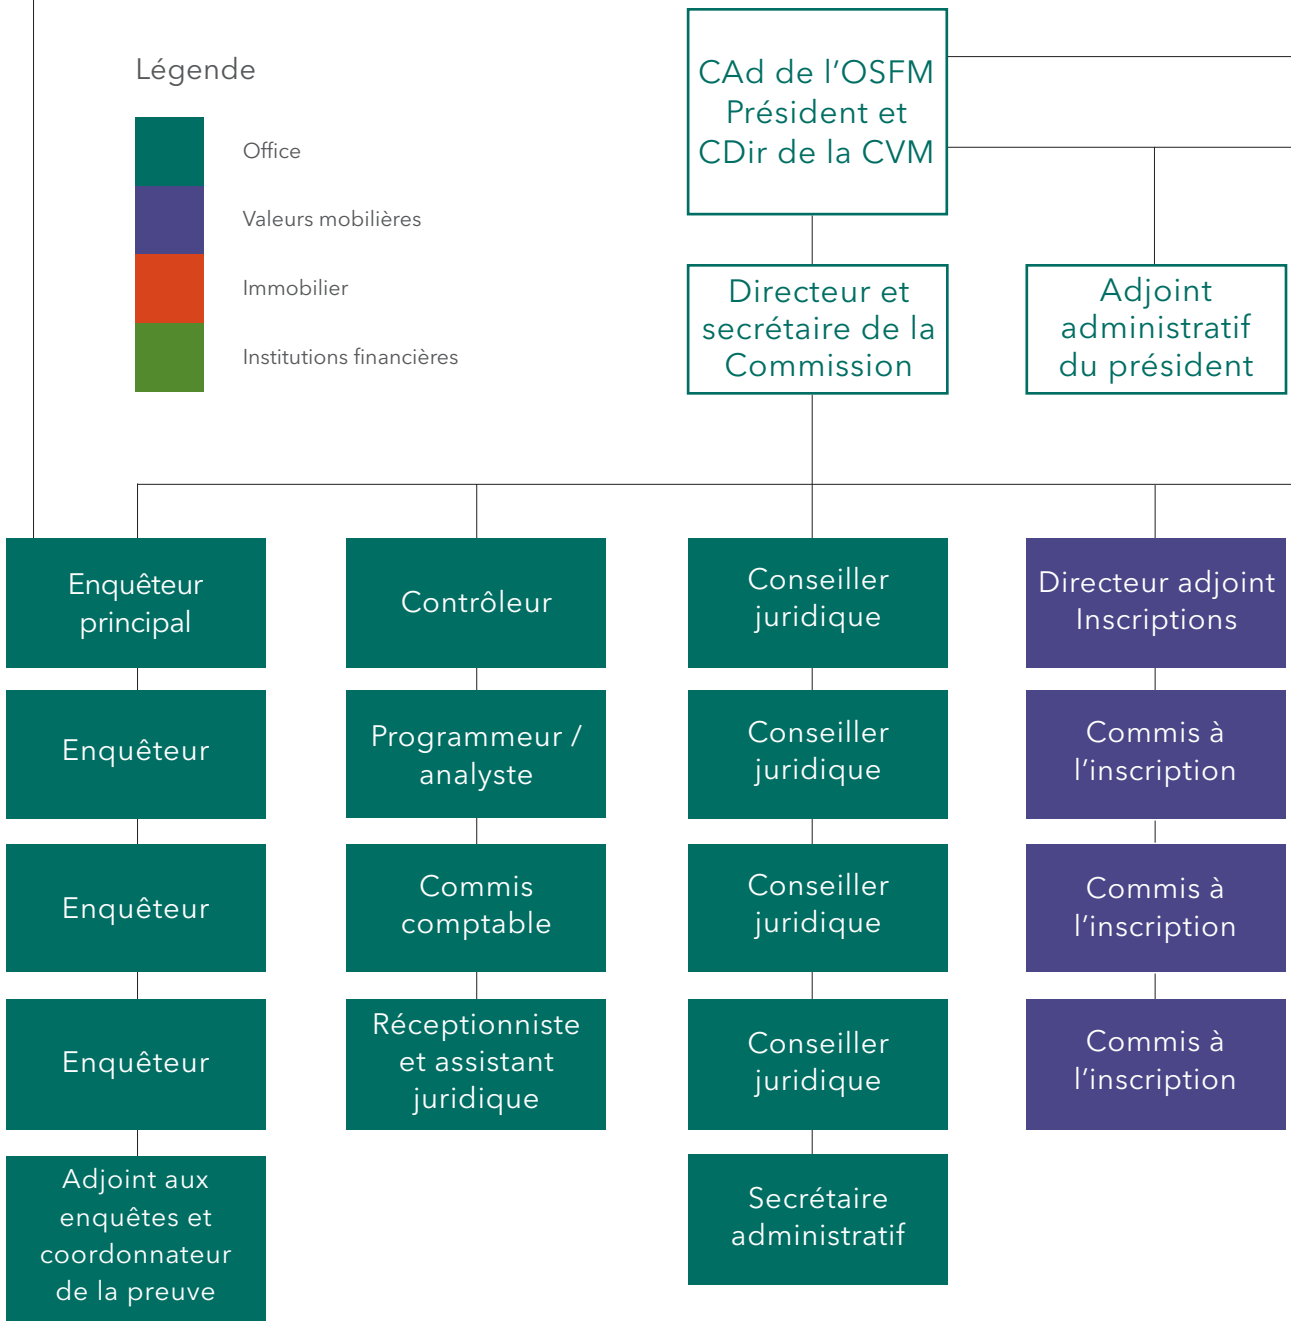 Légende
Office
Valeurs mobilières
Immobilier
Institutions financières
CAd de l’OSFM
Président et
CDir de la CVM
Directeur et
secrétaire de la
Commission
Adjoint
administratif
du président
Enquêteur
principal
Enquêteur
Enquêteur
Enquêteur
Adjoint aux
enquêtes et
coordonnateur
de la preuve
Contrôleur
Programmeur /
analyste
Commis
comptable
Réceptionniste
et assistant
juridique
Conseiller
juridique
Conseiller
juridique
Conseiller
juridique
Conseiller
juridique
Secrétaire
administratif
Directeur adjoint
Inscriptions
Commis à
l’inscription
Commis à
l’inscription
Commis à
l’inscription